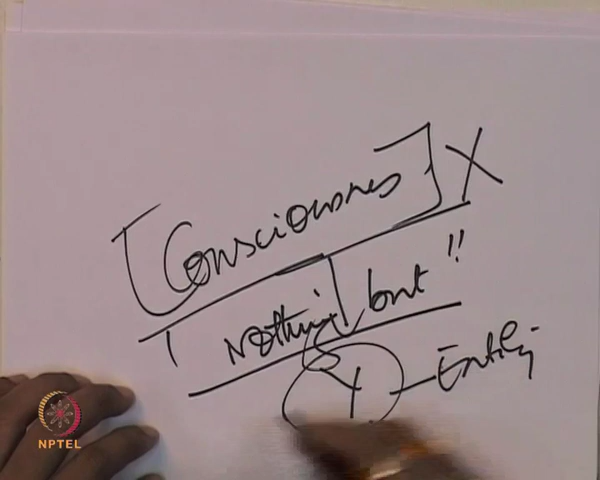 [Consciousness] X
"Nothing but"
Y — Entity
NPTEL